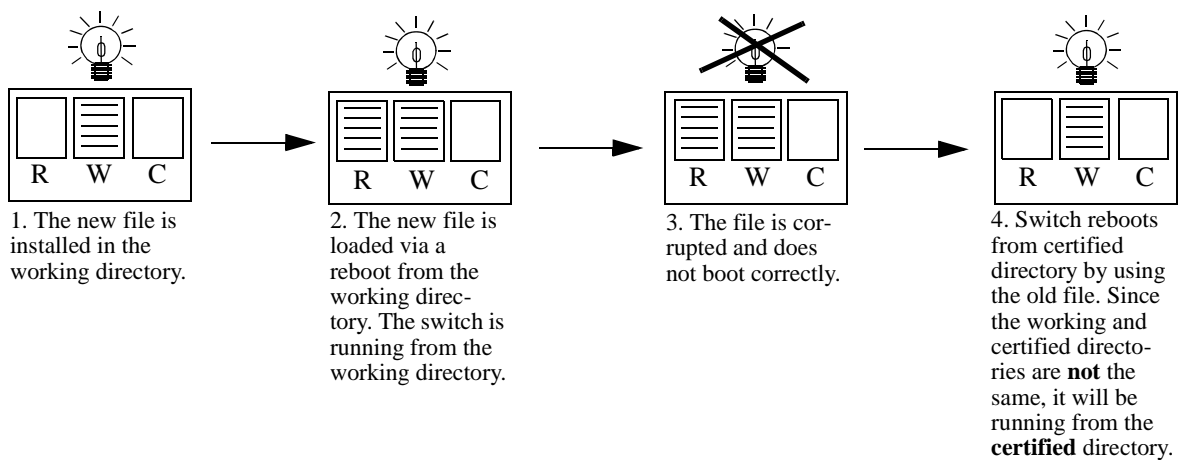 R W C
1. The new file is
installed in the
working directory.
R W C
2. The new file is
loaded via a
reboot from the
working direc-
tory. The switch is
running from the
working directory.
R W C
3. The file is cor-
rupted and does
not boot correctly.
R W C
4. Switch reboots
from certified
directory by using
the old file. Since
the working and
certified directo-
ries are not the
same, it will be
running from the
certified directory.